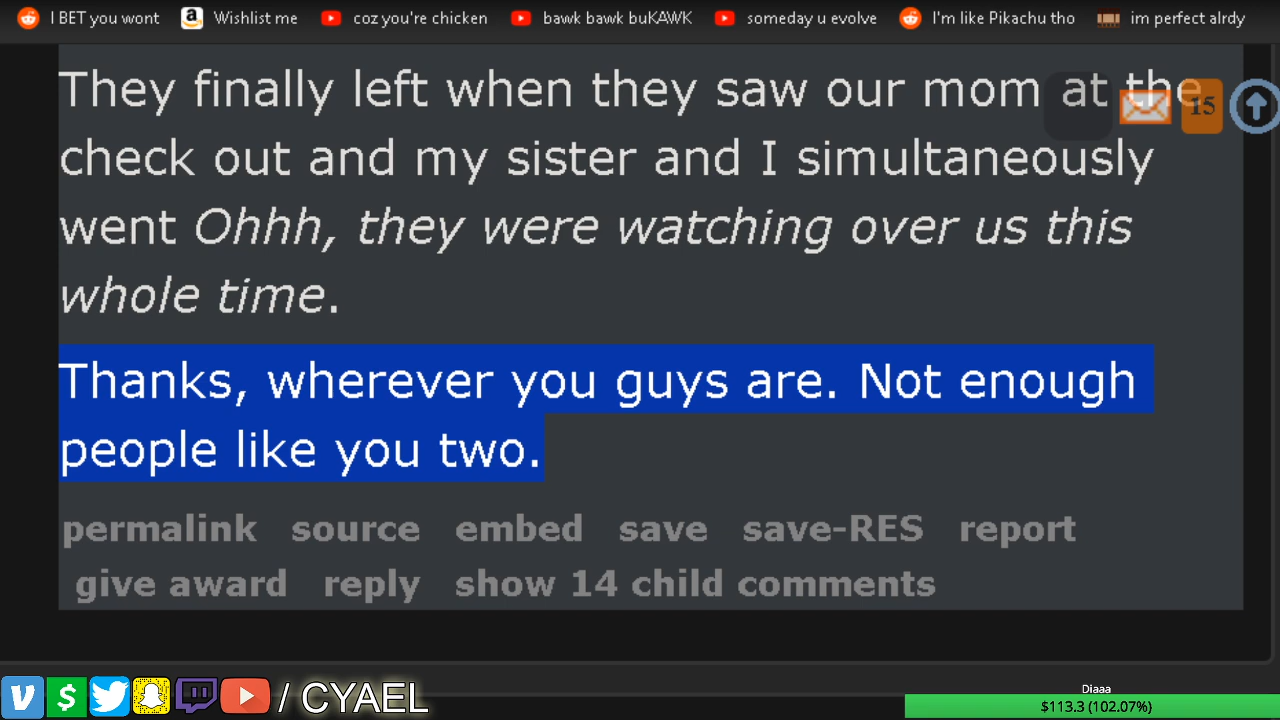 I BET you wont Wishlist me coz you're chicken bawk bawk buKAWK someday u evolve I'm like Pikachu tho im perfect alrdy
They finally left when they saw our mom at the
15
check out and my sister and I simultaneously
went Ohhh, they were watching over us this
whole time.
Thanks, wherever you guys are. Not enough
people like you two.
permalink source embed save save-RES report
give award reply show 14 child comments
/ CYAEL
Diaaa
$113.3 (102.07%)